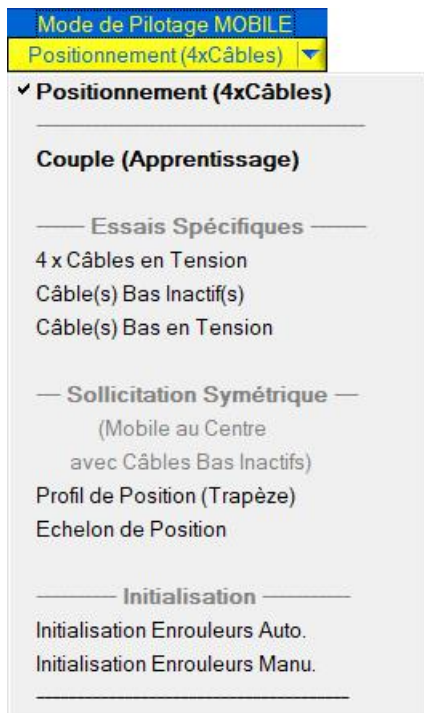 Mode de Pilotage MOBILE
Positionnement (4xCâbles)
Positionnement (4xCâbles)
Couple (Apprentissage)
Essais Spécifiques
4 x Câbles en Tension
Câble(s) Bas Inactif(s)
Câble(s) Bas en Tension
Sollicitation Symétrique
(Mobile au Centre
avec Câbles Bas Inactifs)
Profil de Position (Trapèze)
Echelon de Position
Initialisation
Initialisation Enrouleurs Auto.
Initialisation Enrouleurs Manu.